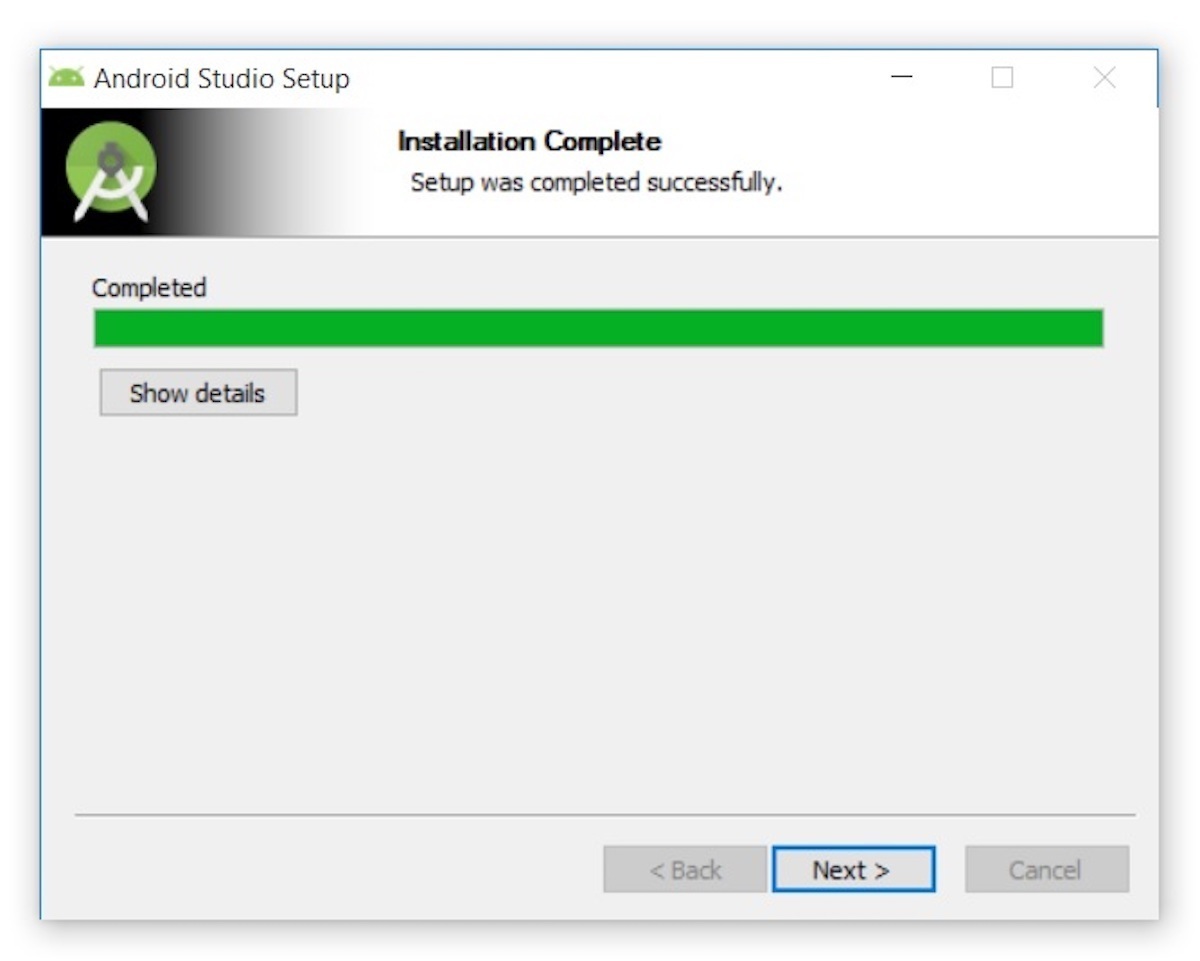 Android Studio Setup
Installation Complete
Setup was completed successfully.
Completed
Show details
< Back
Next >
Cancel